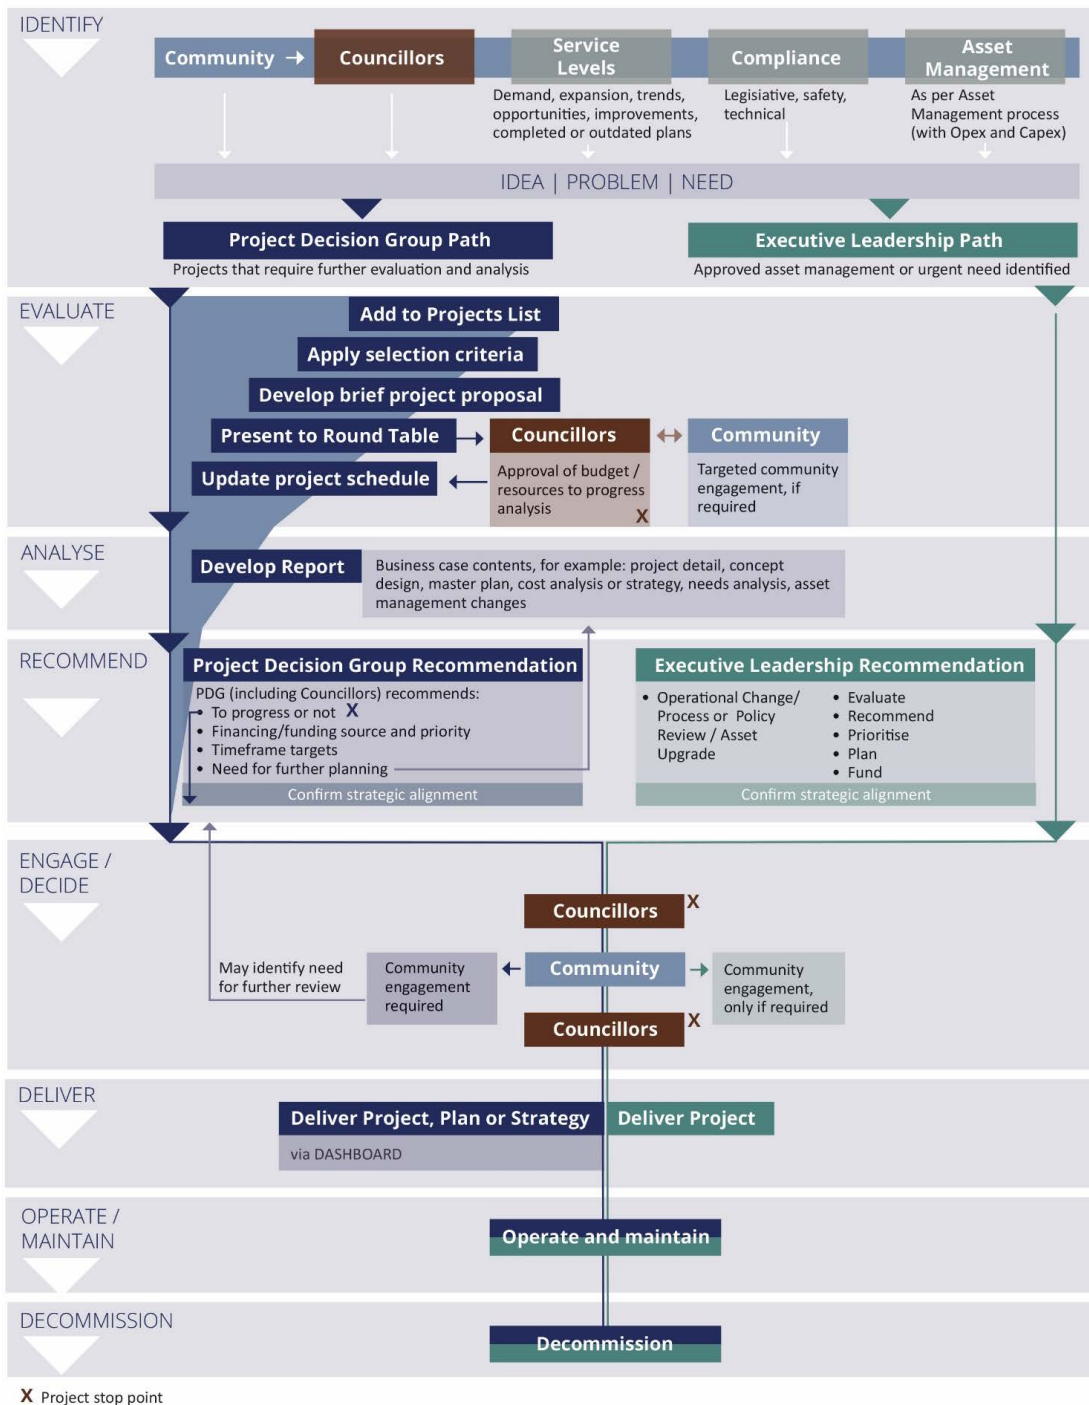 IDENTIFY
Community → Councillors
Service
Levels
Compliance
Asset
Management
Demand, expansion, trends,
opportunities, improvements,
completed or outdated plans
Legislative, safety,
technical
As per Asset
Management process
(with Opex and Capex)
IDEA | PROBLEM | NEED
Project Decision Group Path
Projects that require further evaluation and analysis
Executive Leadership Path
Approved asset management or urgent need identified
EVALUATE
Add to Projects List
Apply selection criteria
Develop brief project proposal
Present to Round Table
Update project schedule
Councillors
Approval of budget /
resources to progress
analysis
X
Community
Targeted community
engagement, if
required
ANALYSE
Develop Report
Business case contents, for example: project detail, concept
design, master plan, cost analysis or strategy, needs analysis, asset
management changes
RECOMMEND
Project Decision Group Recommendation
PDG (including Councillors) recommends:
• To progress or not X
• Financing/funding source and priority
• Timeframe targets
• Need for further planning
Confirm strategic alignment
Executive Leadership Recommendation
• Operational Change/
Process or Policy
Review / Asset
Upgrade
• Evaluate
• Recommend
• Prioritise
• Plan
• Fund
Confirm strategic alignment
ENGAGE /
DECIDE
Councillors X
May identify need
for further review
Community
engagement
required
Community
Community
engagement,
only if required
Councillors X
DELIVER
Deliver Project, Plan or Strategy
via DASHBOARD
Deliver Project
OPERATE /
MAINTAIN
Operate and maintain
DECOMMISSION
Decommission
X Project stop point